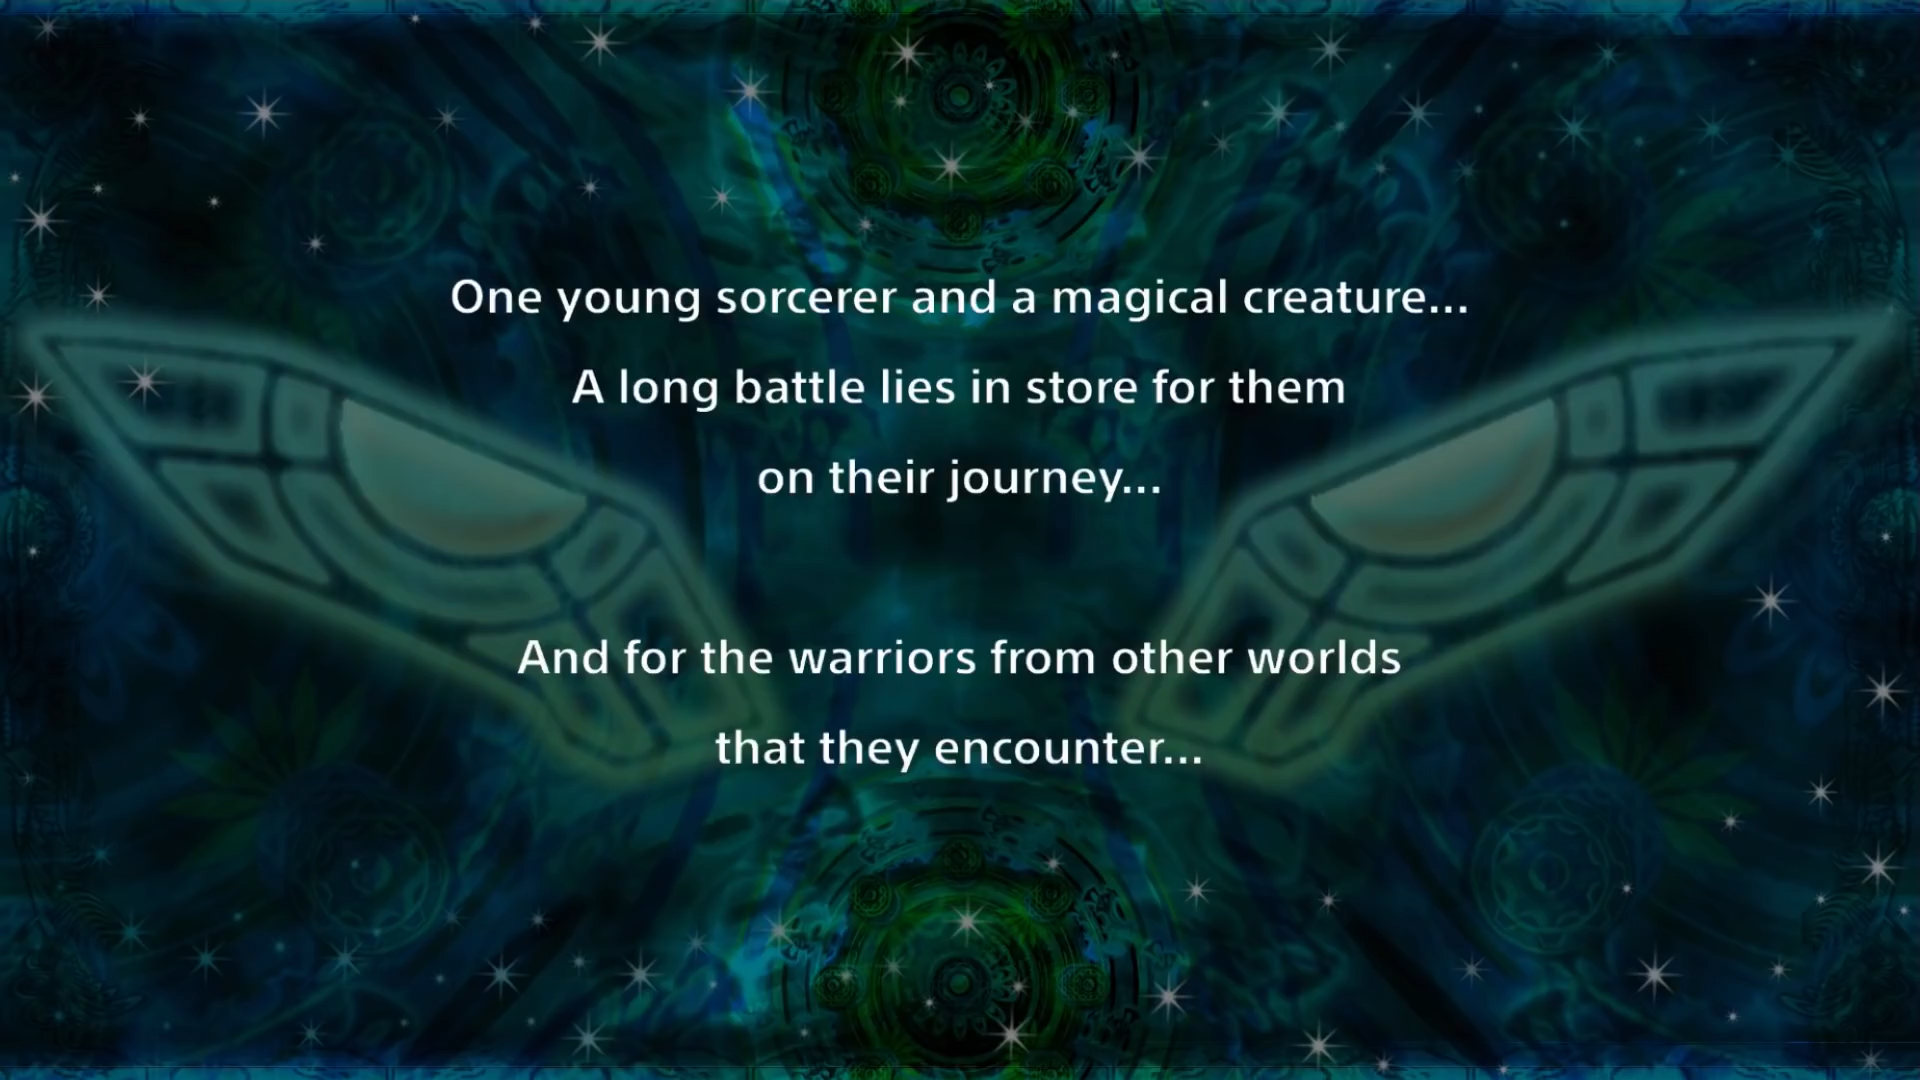 One young sorcerer and a magical creature...
A long battle lies in store for them
on their journey...
And for the warriors from other worlds
that they encounter...